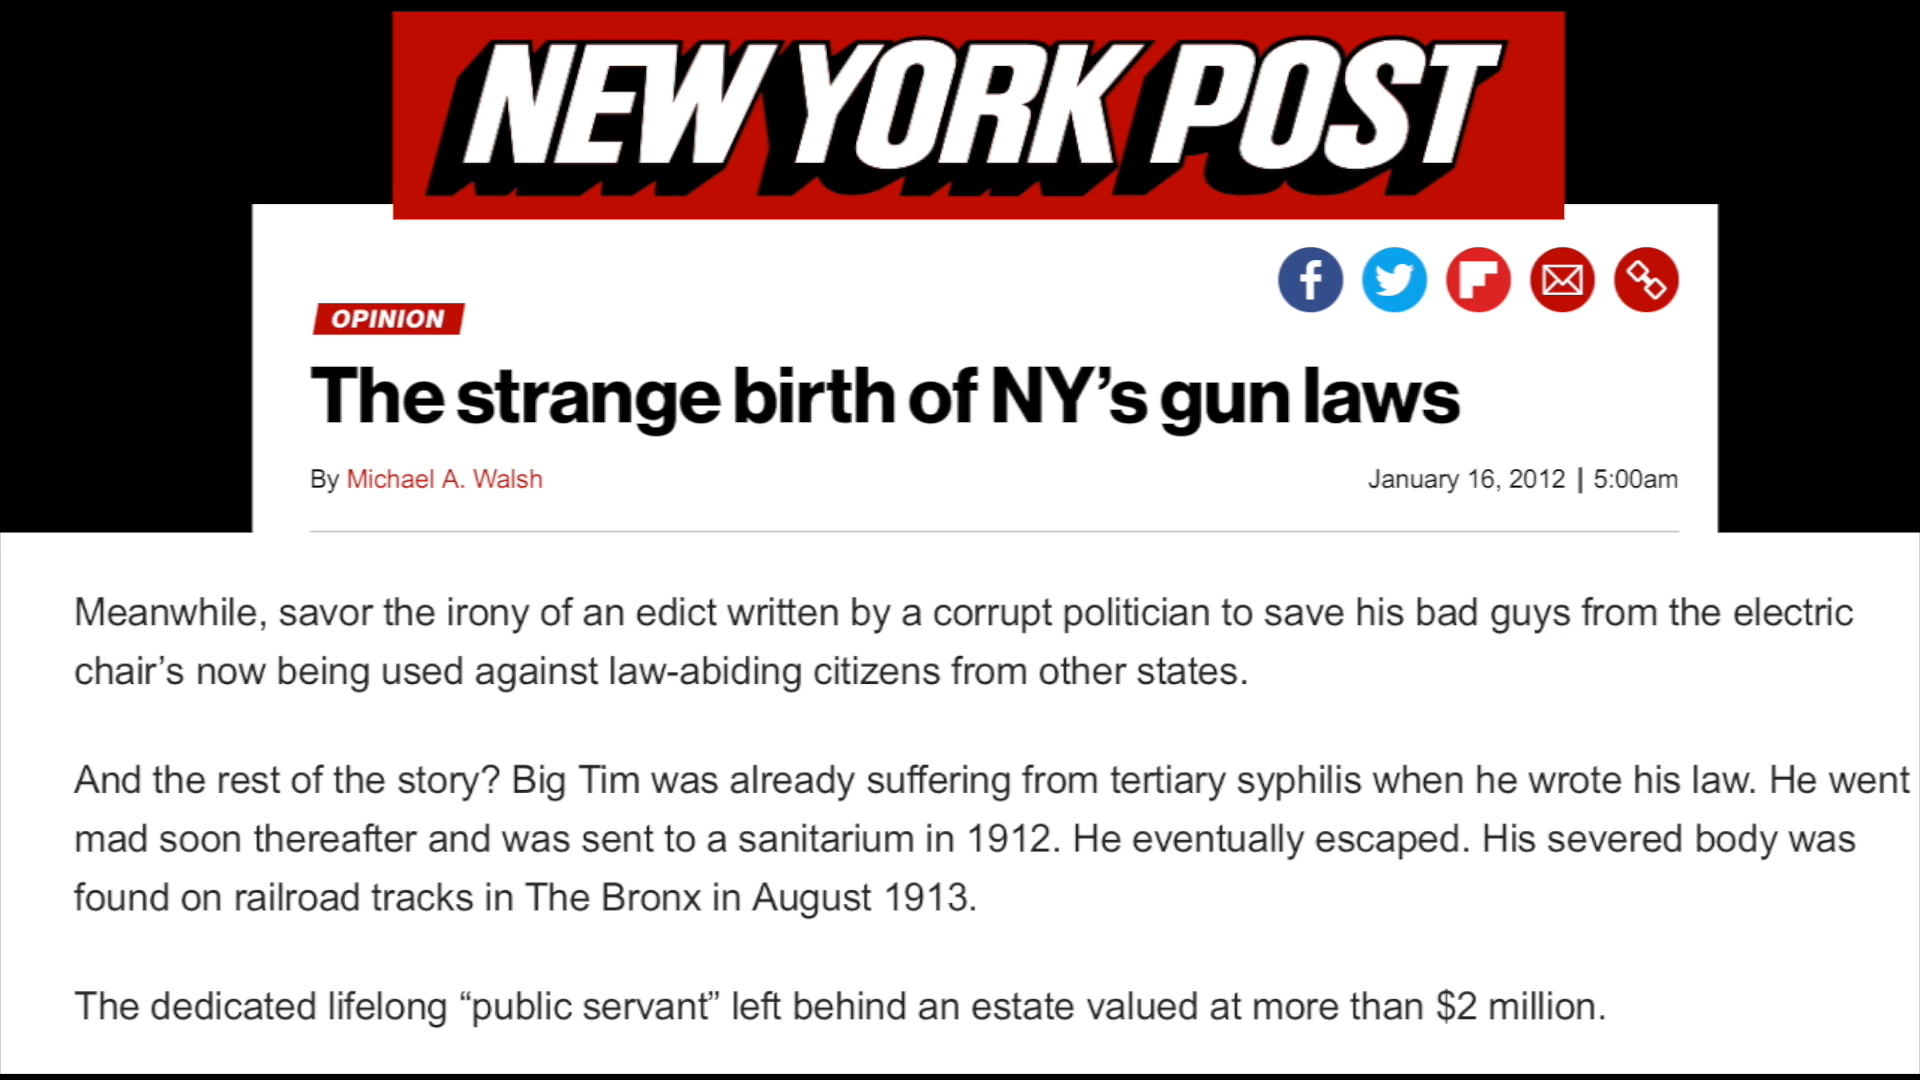 NEW YORK POST
OPINION
The strange birth of NY’s gun laws
By Michael A. Walsh
January 16, 2012 | 5:00am
Meanwhile, savor the irony of an edict written by a corrupt politician to save his bad guys from the electric
chair’s now being used against law-abiding citizens from other states.
And the rest of the story? Big Tim was already suffering from tertiary syphilis when he wrote his law. He went
mad soon thereafter and was sent to a sanitarium in 1912. He eventually escaped. His severed body was
found on railroad tracks in The Bronx in August 1913.
The dedicated lifelong “public servant” left behind an estate valued at more than $2 million.